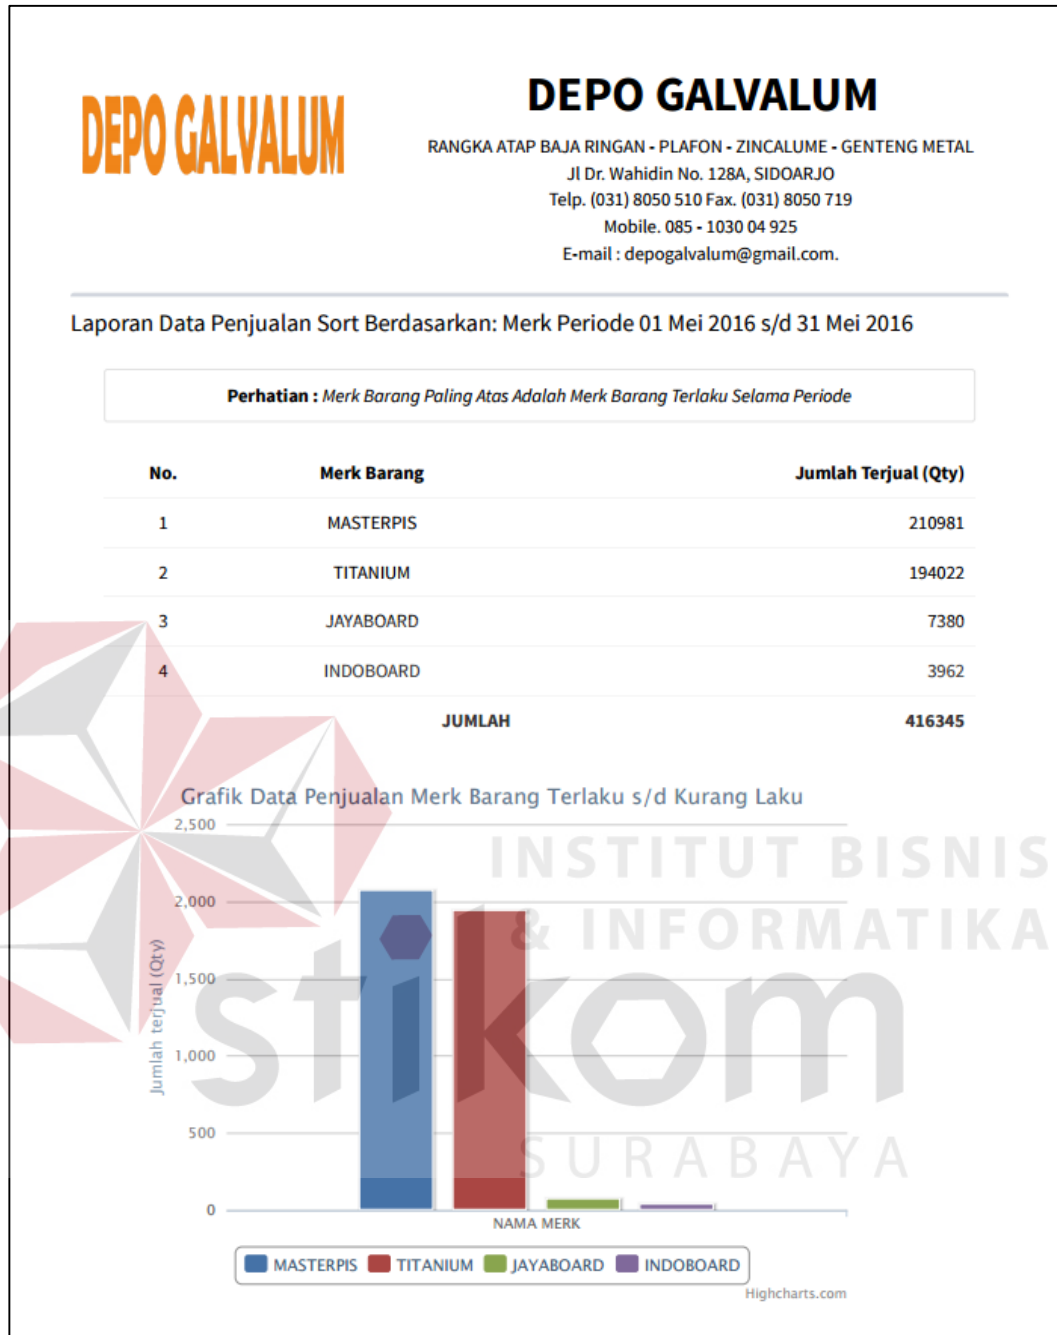 DEPO GALVALUM
DEPO GALVALUM
RANGKA ATAP BAJA RINGAN - PLAFON - ZINCALUME - GENTENG METAL
Jl Dr. Wahidin No. 128A, SIDOARJO
Telp. (031) 8050 510 Fax. (031) 8050 719
Mobile. 085 - 1030 04 925
E-mail : depogalvalum@gmail.com.
Laporan Data Penjualan Sort Berdasarkan: Merk Periode 01 Mei 2016 s/d 31 Mei 2016
Perhatian : Merk Barang Paling Atas Adalah Merk Barang Terlaku Selama Periode
No. Merk Barang Jumlah Terjual (Qty)
1 MASTERPIS 210981
2 TITANIUM 194022
3 JAYABOARD 7380
4 INDOBOARD 3962
JUMLAH 416345
Grafik Data Penjualan Merk Barang Terlaku s/d Kurang Laku
2,500
2,000
1,500
1,000
500
0
Jumlah terjual (Qty)
NAMA MERK
MASTERPIS TITANIUM JAYABOARD INDOBOARD
Highcharts.com
INSTITUT BISNIS
& INFORMATIKA
stikom
SURABAYA